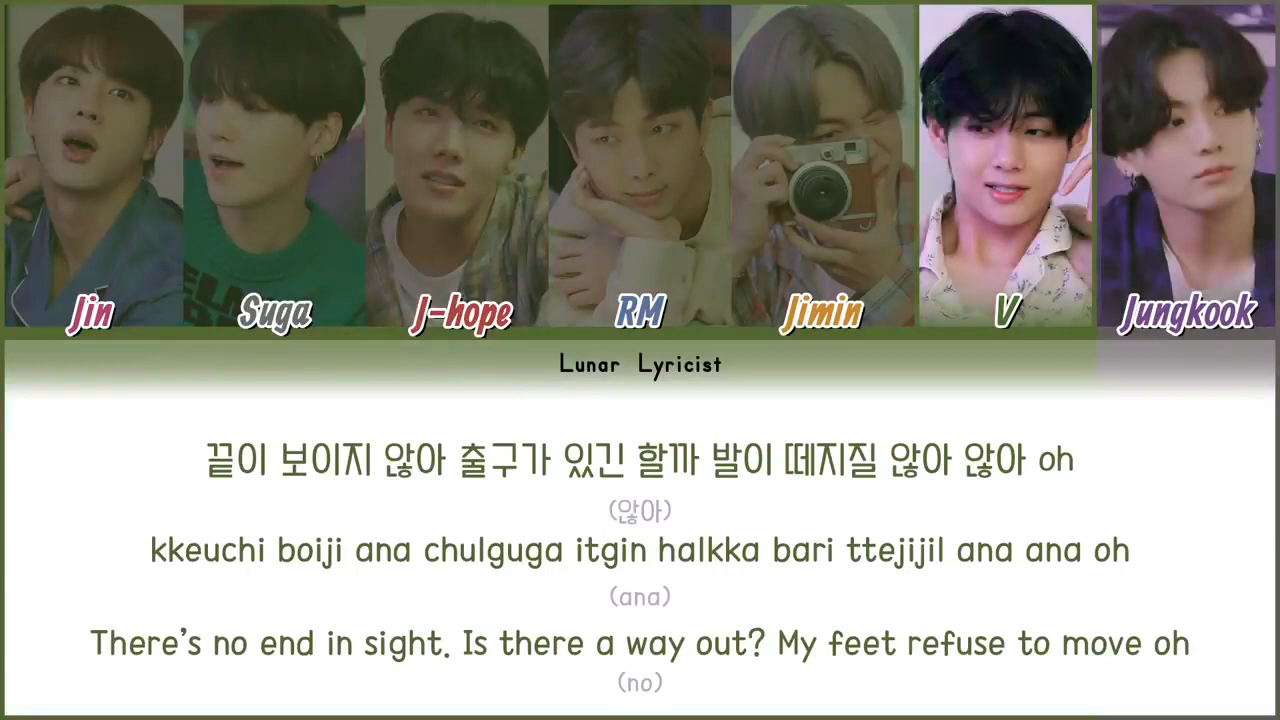 Jin
Suga
J-hope
RM
Jimin
V
Jungkook
Lunar Lyricist
끝이 보이지 않아 출구가 있긴 할까 발이 떼지질 않아 않아 oh
(않아)
kkeuchi boiji ana chulguga itgin halkka bari ttejijil ana ana oh
(ana)
There's no end in sight. Is there a way out? My feet refuse to move oh
(no)